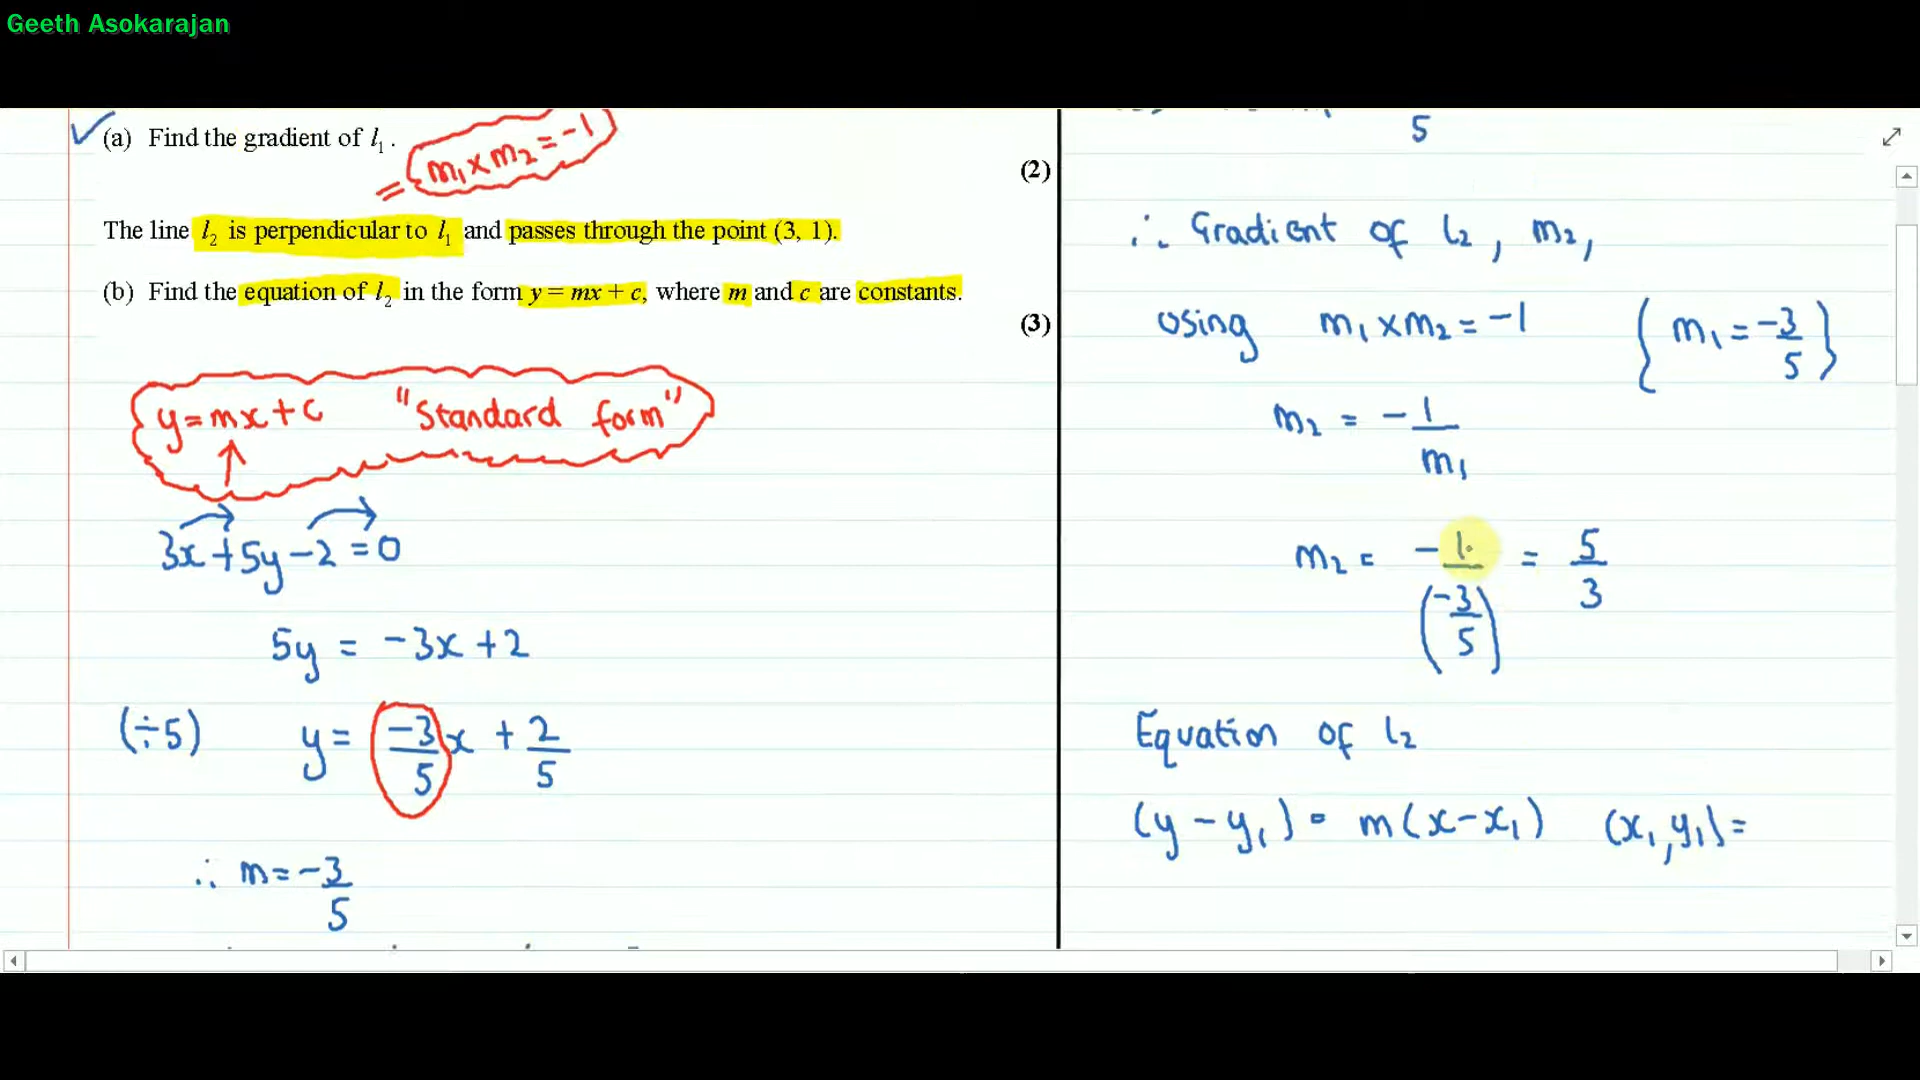 Geeth Asokarajan
(a) Find the gradient of l₁ .
= m₁ × m₂ = -1
(2)
The line l₂ is perpendicular to l₁ and passes through the point (3, 1).
(b) Find the equation of l₂ in the form y = mx + c, where m and c are constants.
(3)
y = mx + c "Standard form"
3x + 5y - 2 = 0
5y = -3x + 2
(÷5) y = -3/5 x + 2/5
∴ m = -3/5
5
∴ Gradient of l₂ , m₂,
using m₁ × m₂ = -1 { m₁ = -3/5 }
m₂ = -1/m₁
m₂ = -1/(-3/5) = 5/3
Equation of l₂
(y - y₁) = m(x - x₁) (x₁, y₁) =